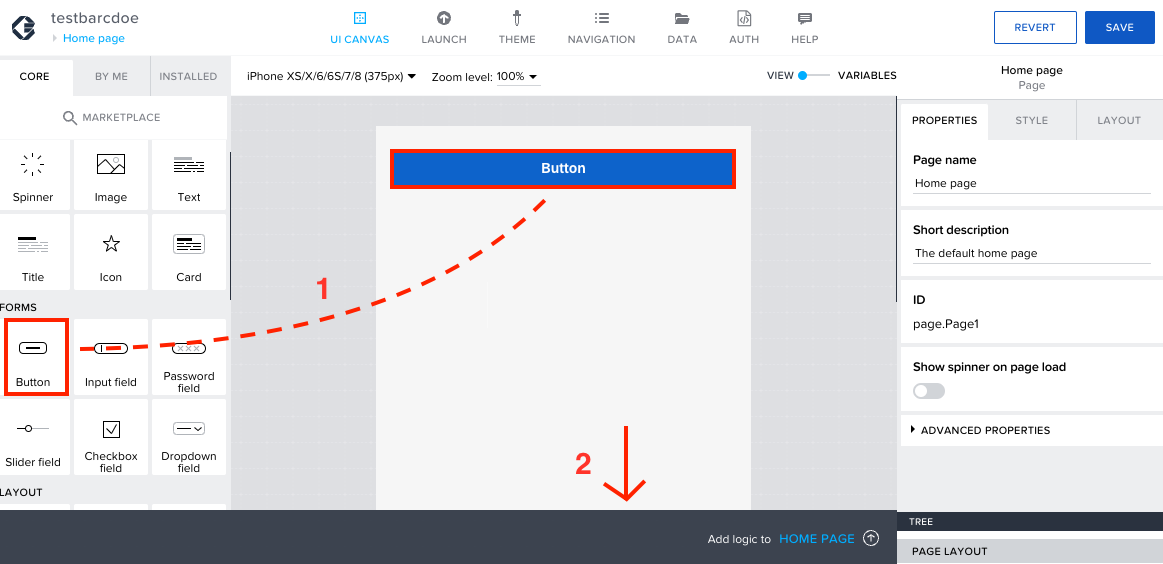 testbarcdoe
Home page
UI CANVAS
LAUNCH
THEME
NAVIGATION
DATA
AUTH
HELP
REVERT
SAVE
CORE
BY ME
INSTALLED
iPhone XS/X/6/6S/7/8 (375px)
Zoom level: 100%
VIEW
VARIABLES
Home page
Page
MARKETPLACE
PROPERTIES
STYLE
LAYOUT
Spinner
Image
Text
Title
Icon
Card
FORMS
Button
Input field
Password
field
Slider field
Checkbox
field
Dropdown
field
LAYOUT
Button
1
2
Add logic to HOME PAGE
Page name
Home page
Short description
The default home page
ID
page.Page1
Show spinner on page load
ADVANCED PROPERTIES
TREE
PAGE LAYOUT